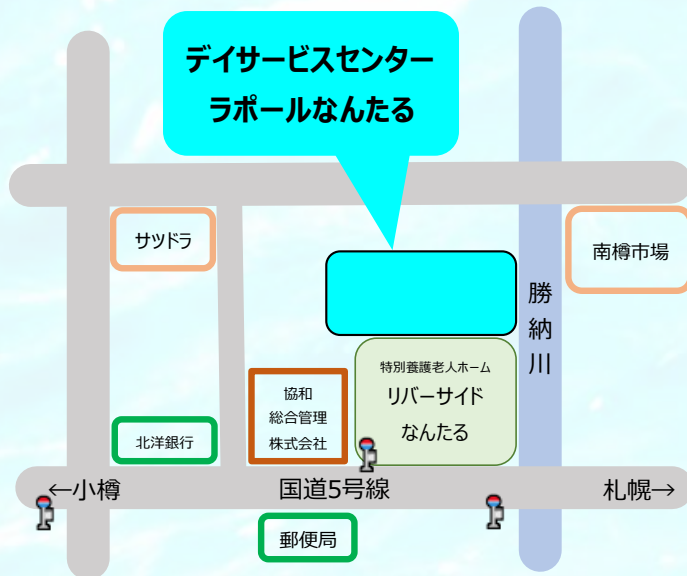 デイサービスセンター
ラポールなんたる
サツドラ
南樽市場
勝納川
特別養護老人ホーム
リバーサイド
なんたる
協和
総合管理
株式会社
北洋銀行
←小樽
国道5号線
札幌→
郵便局